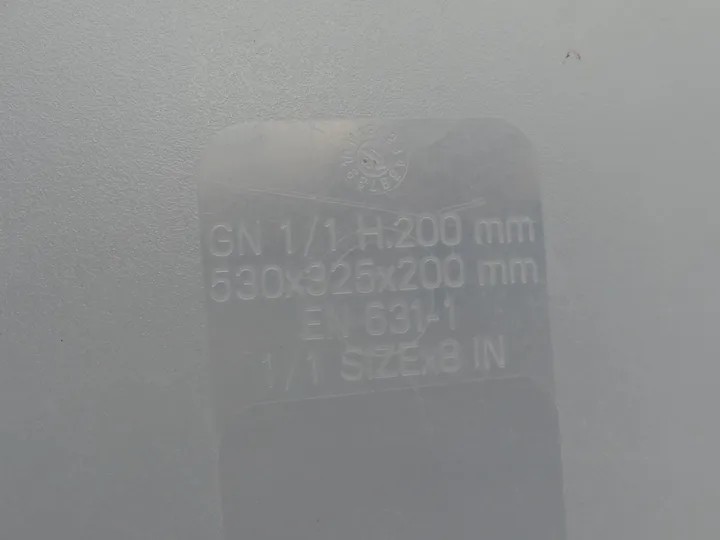 GN 1/1 H.200 mm
530x325x200 mm
EN 631-1
1/1 SIZEx8 IN